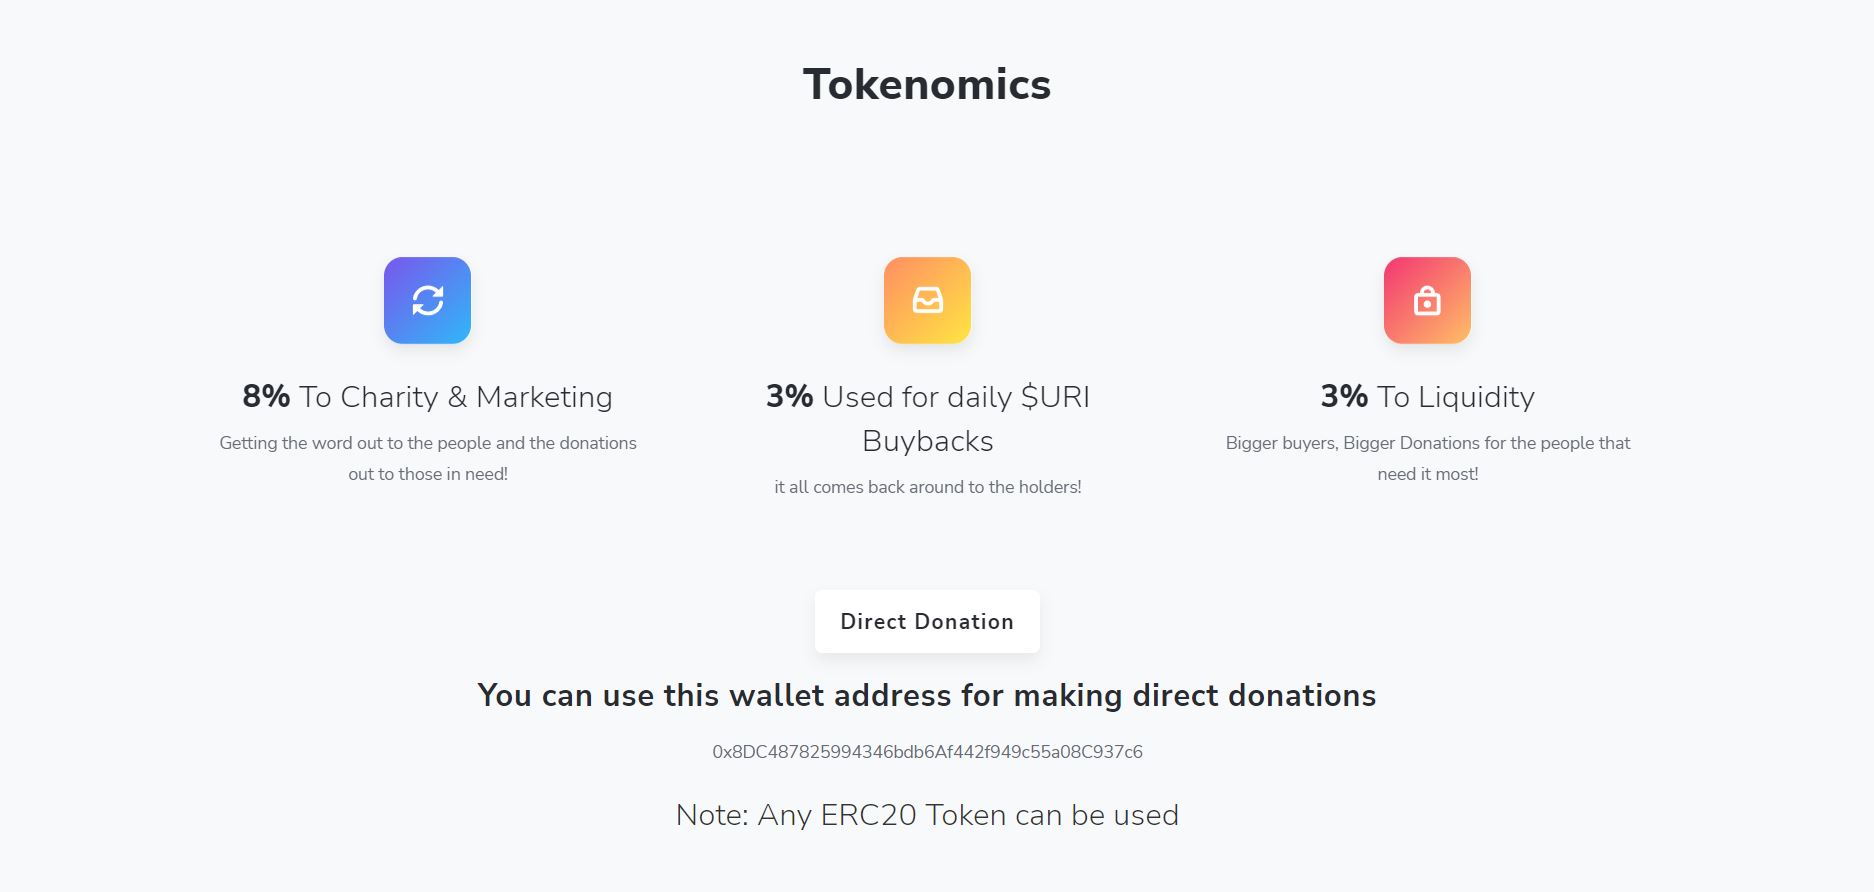 Tokenomics
8% To Charity & Marketing
Getting the word out to the people and the donations
out to those in need!
3% Used for daily $URI
Buybacks
it all comes back around to the holders!
3% To Liquidity
Bigger buyers, Bigger Donations for the people that
need it most!
Direct Donation
You can use this wallet address for making direct donations
0x8DC487825994346bdb6Af442f949c55a08C937c6
Note: Any ERC20 Token can be used